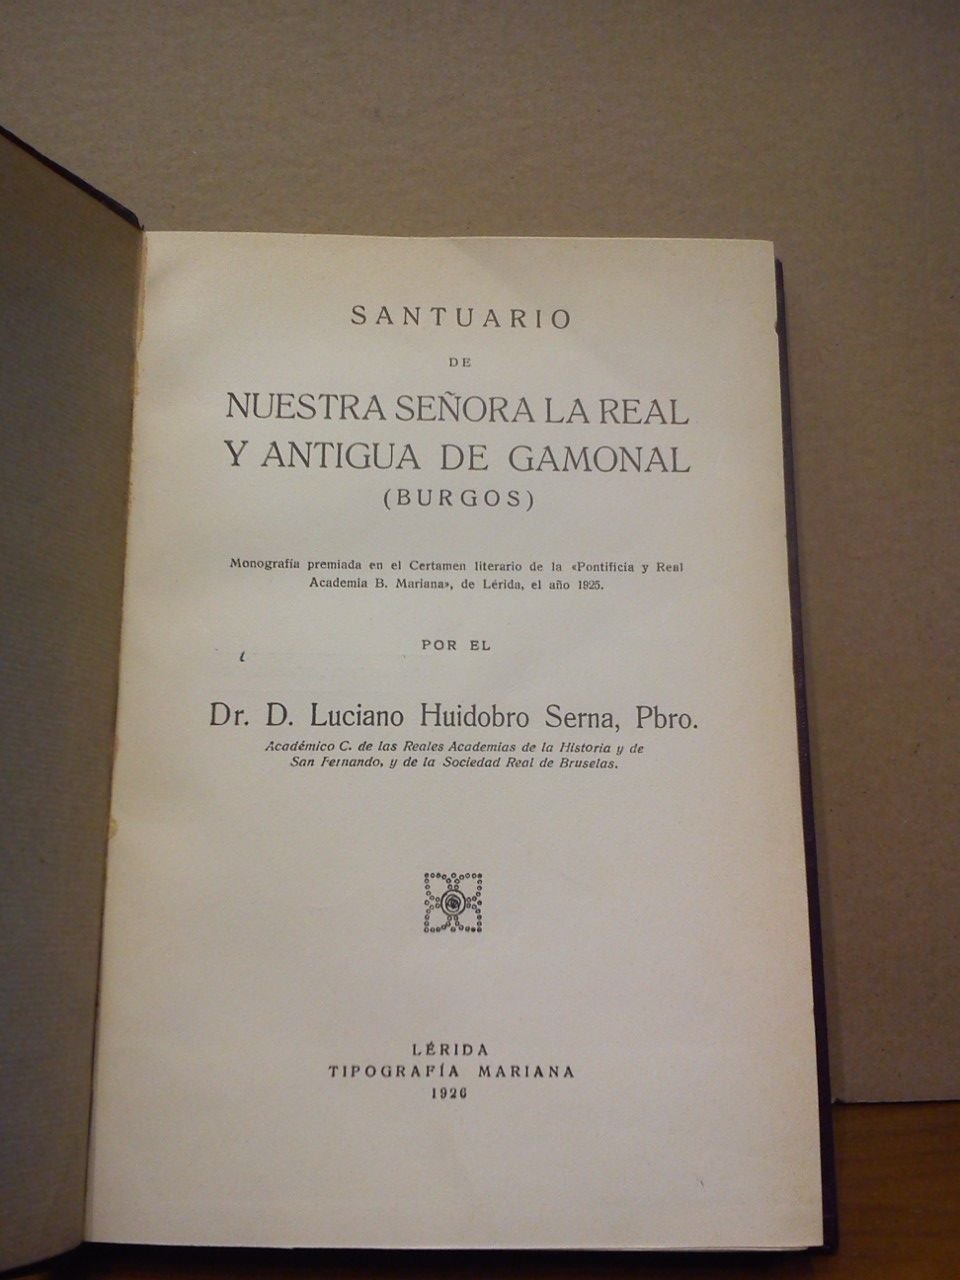 SANTUARIO
DE
NUESTRA SEÑORA LA REAL
Y ANTIGUA DE GAMONAL
(BURGOS)
Monografía premiada en el Certamen literario de la «Pontificia y Real
Academia B. Mariana», de Lérida, el año 1925.
POR EL
Dr. D. Luciano Huidobro Serna, Pbro.
Académico C. de las Reales Academias de la Historia y de
San Fernando, y de la Sociedad Real de Bruselas.
LÉRIDA
TIPOGRAFÍA MARIANA
1926